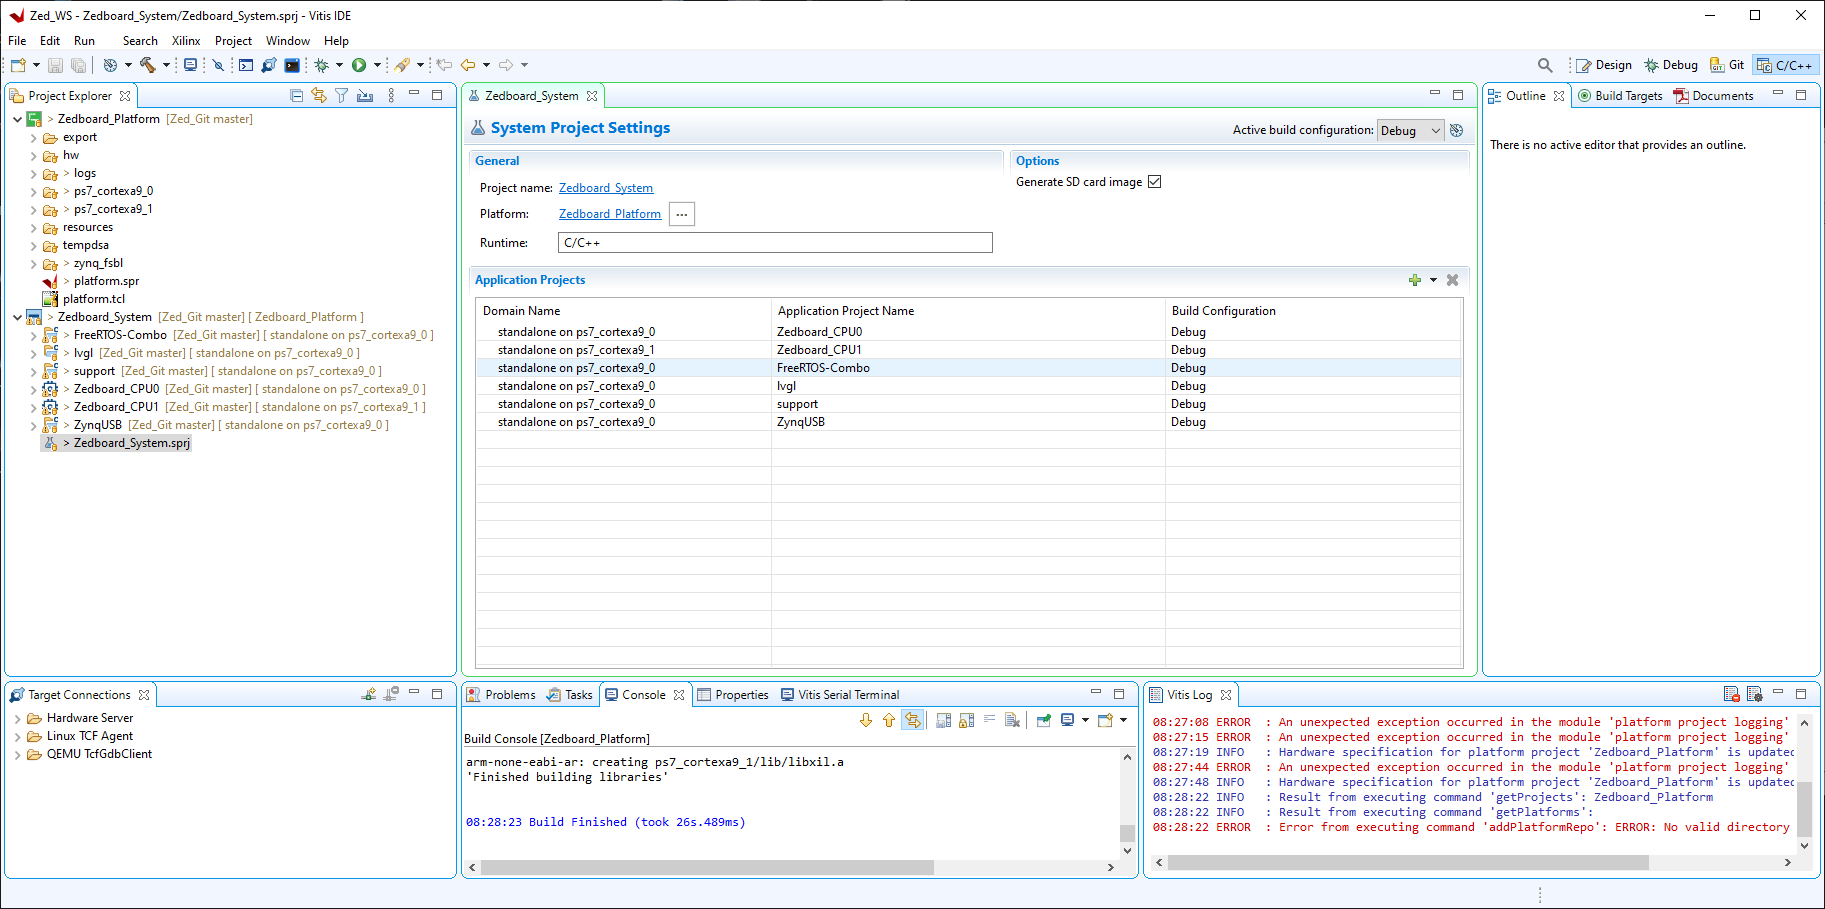 Zed_WS - Zedboard_System/Zedboard_System.sprj - Vitis IDE
File Edit Run Search Xilinx Project Window Help
Design Debug Git C/C++
Project Explorer
> Zedboard_Platform [Zed_Git master]
export
hw
> logs
> ps7_cortexa9_0
> ps7_cortexa9_1
resources
tempdsa
> zynq_fsbl
> platform.spr
platform.tcl
> Zedboard_System [Zed_Git master] [ Zedboard_Platform ]
> FreeRTOS-Combo [Zed_Git master] [ standalone on ps7_cortexa9_0 ]
> lvgl [Zed_Git master] [ standalone on ps7_cortexa9_0 ]
> support [Zed_Git master] [ standalone on ps7_cortexa9_0 ]
> Zedboard_CPU0 [Zed_Git master] [ standalone on ps7_cortexa9_0 ]
> Zedboard_CPU1 [Zed_Git master] [ standalone on ps7_cortexa9_1 ]
> ZynqUSB [Zed_Git master] [ standalone on ps7_cortexa9_0 ]
> Zedboard_System.sprj
Zedboard_System
System Project Settings
Active build configuration: Debug
General
Project name: Zedboard_System
Platform: Zedboard_Platform ...
Runtime: C/C++
Options
Generate SD card image
Application Projects
Domain Name Application Project Name Build Configuration
standalone on ps7_cortexa9_0 Zedboard_CPU0 Debug
standalone on ps7_cortexa9_1 Zedboard_CPU1 Debug
standalone on ps7_cortexa9_0 FreeRTOS-Combo Debug
standalone on ps7_cortexa9_0 lvgl Debug
standalone on ps7_cortexa9_0 support Debug
standalone on ps7_cortexa9_0 ZynqUSB Debug
Outline Build Targets Documents
There is no active editor that provides an outline.
Target Connections
Hardware Server
Linux TCF Agent
QEMU TcfGdbClient
Problems Tasks Console Properties Vitis Serial Terminal
Build Console [Zedboard_Platform]
arm-none-eabi-ar: creating ps7_cortexa9_1/lib/libxil.a
'Finished building libraries'
08:28:23 Build Finished (took 26s.489ms)
Vitis Log
08:27:08 ERROR : An unexpected exception occurred in the module 'platform project logging'
08:27:15 ERROR : An unexpected exception occurred in the module 'platform project logging'
08:27:19 INFO : Hardware specification for platform project 'Zedboard_Platform' is updated
08:27:44 ERROR : An unexpected exception occurred in the module 'platform project logging'
08:27:48 INFO : Hardware specification for platform project 'Zedboard_Platform' is updated
08:28:22 INFO : Result from executing command 'getProjects': Zedboard_Platform
08:28:22 INFO : Result from executing command 'getPlatforms':
08:28:22 ERROR : Error from executing command 'addPlatformRepo': ERROR: No valid directory